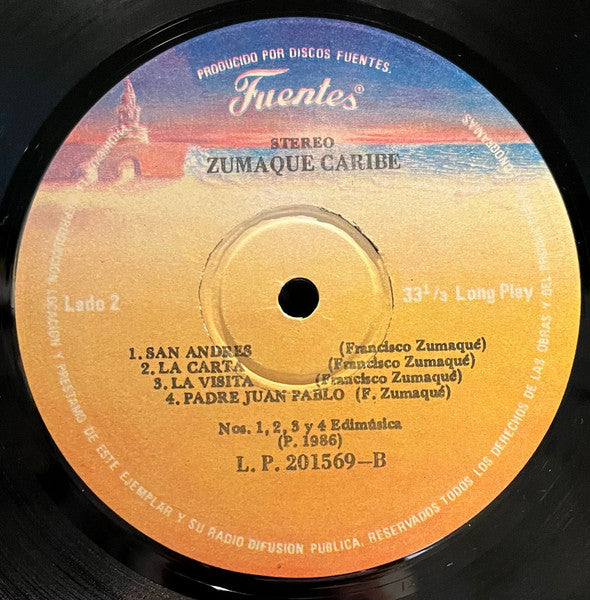 PRODUCIDO POR DISCOS FUENTES.
Fuentes®
STEREO
ZUMAQUE CARIBE
Lado 2
33 1/3 Long Play
1. SAN ANDRES (Francisco Zumaqué)
2. LA CARTA (Francisco Zumaqué)
3. LA VISITA (Francisco Zumaqué)
4. PADRE JUAN PABLO (F. Zumaqué)
Nos. 1, 2, 3 y 4 Edimúsica
(P. 1986)
L. P. 201569-B
Y PRESTAMO DE ESTE EJEMPLAR Y SU RADIO DIFUSION PUBLICA. RESERVADOS TODOS LOS DERECHOS DE LAS OBRAS Y DEL